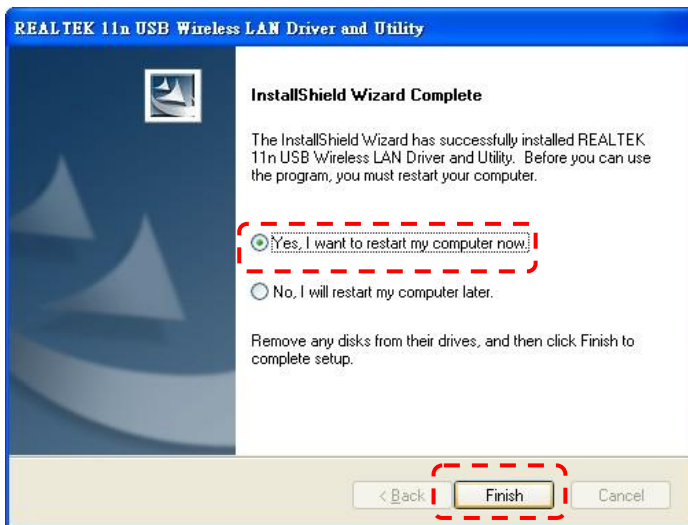 REALTEK 11n USB Wireless LAN Driver and Utility
InstallShield Wizard Complete
The InstallShield Wizard has successfully installed REALTEK
11n USB Wireless LAN Driver and Utility. Before you can use
the program, you must restart your computer.
Yes, I want to restart my computer now.
No, I will restart my computer later.
Remove any disks from their drives, and then click Finish to
complete setup.
< Back Finish Cancel